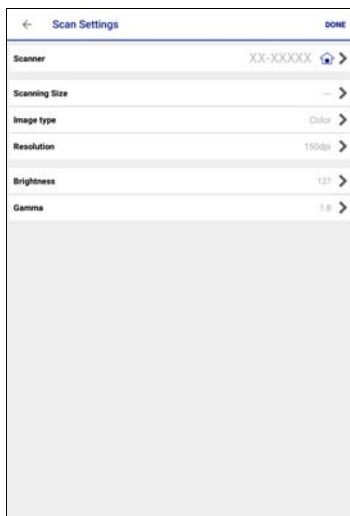 ← Scan Settings DONE
Scanner XX-XXXXX
Scanning Size --
Image type Color
Resolution 150dpi
Brightness 127
Gamma 1.8